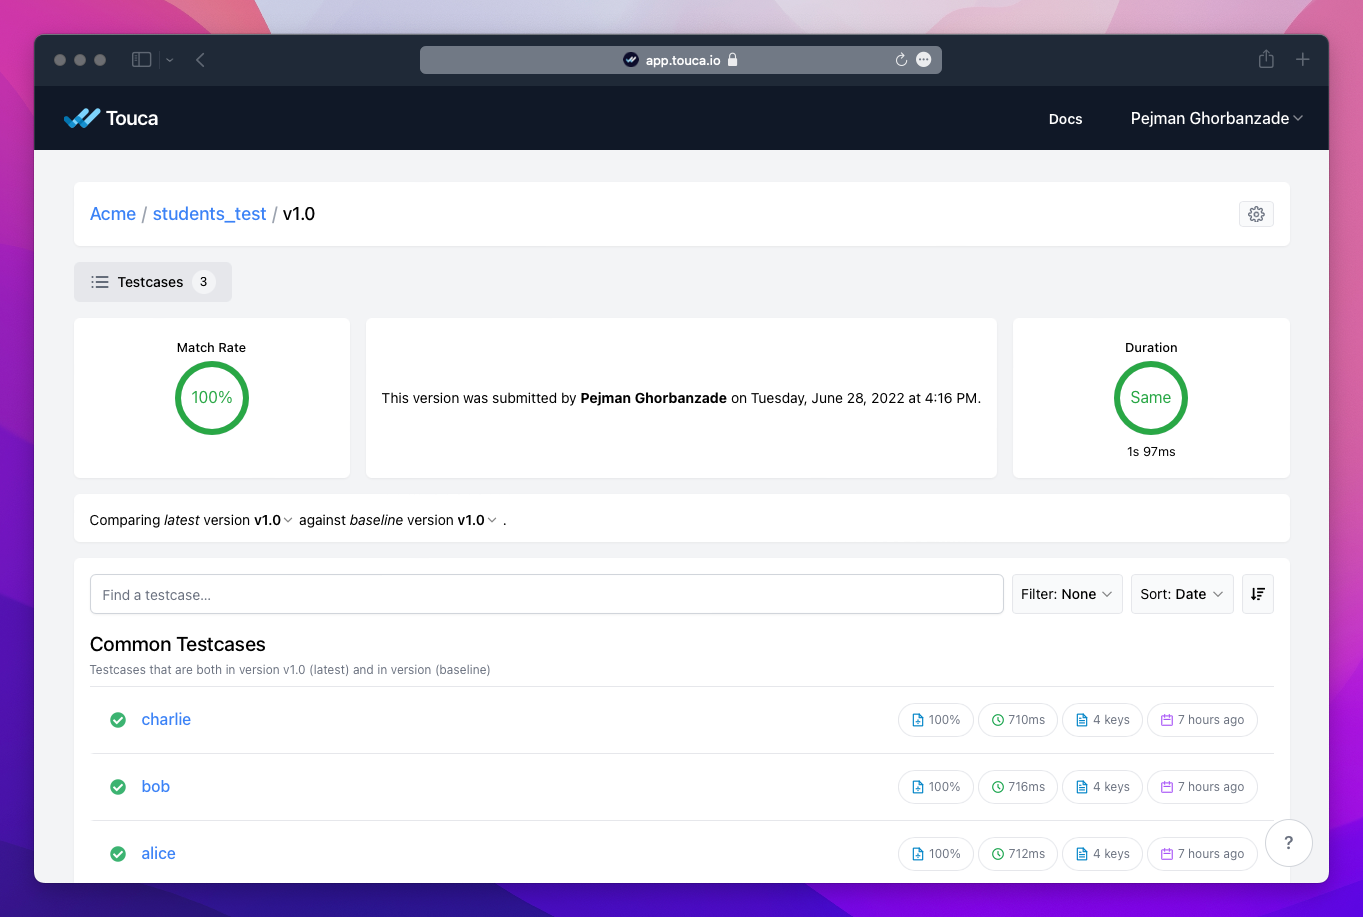 app.touca.io
Touca
Docs
Pejman Ghorbanzade
Acme / students_test / v1.0
Testcases 3
Match Rate
100%
This version was submitted by Pejman Ghorbanzade on Tuesday, June 28, 2022 at 4:16 PM.
Duration
Same
1s 97ms
Comparing latest version v1.0 against baseline version v1.0 .
Find a testcase...
Filter: None
Sort: Date
Common Testcases
Testcases that are both in version v1.0 (latest) and in version (baseline)
charlie 100% 710ms 4 keys 7 hours ago
bob 100% 716ms 4 keys 7 hours ago
alice 100% 712ms 4 keys 7 hours ago
?